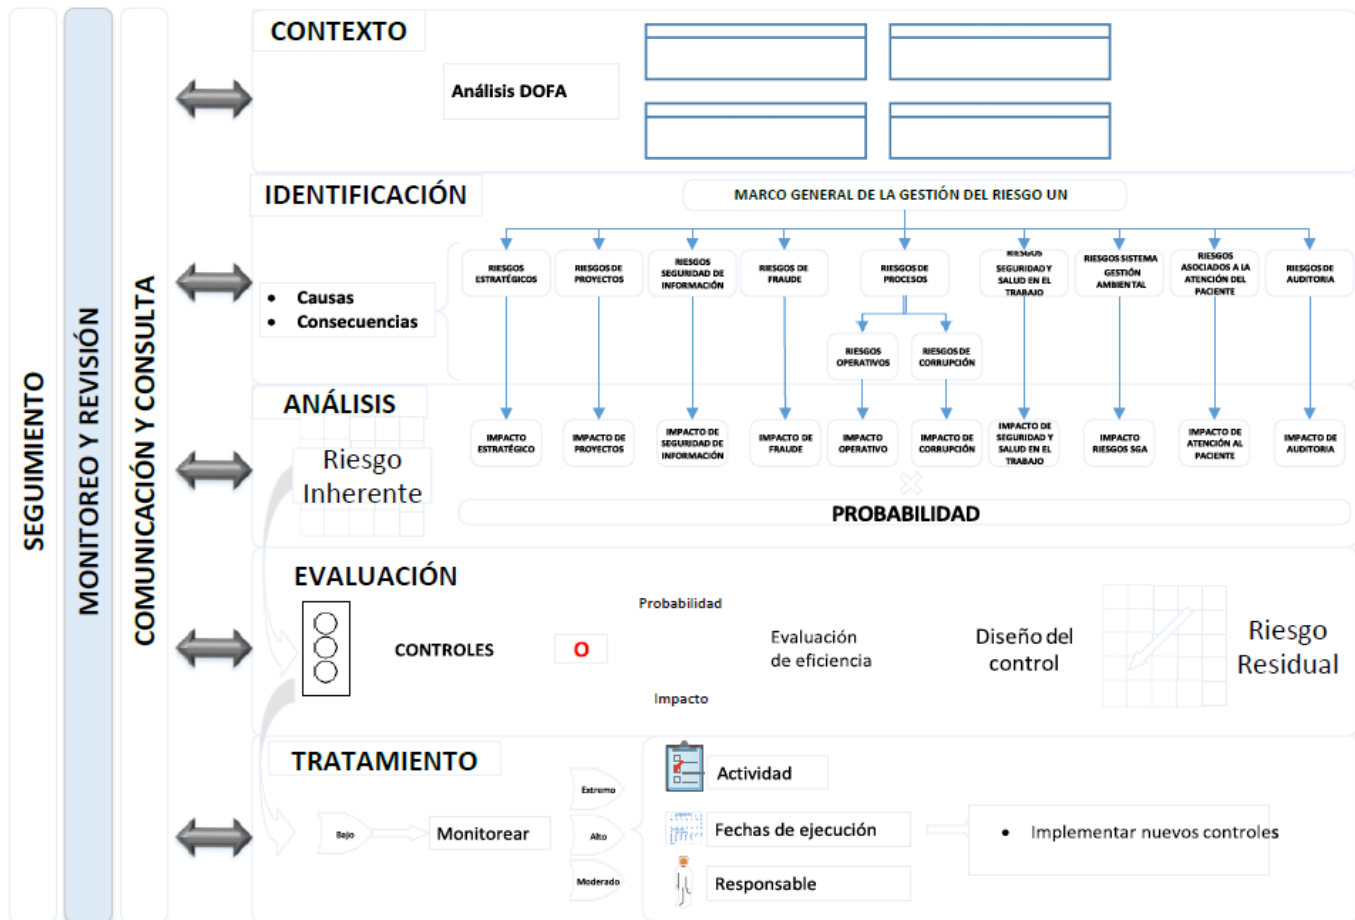 SEGUIMIENTO
MONITOREO Y REVISIÓN
COMUNICACIÓN Y CONSULTA
CONTEXTO
Análisis DOFA
IDENTIFICACIÓN
MARCO GENERAL DE LA GESTIÓN DEL RIESGO UN
• Causas
• Consecuencias
RIESGOS
ESTRATÉGICOS
RIESGOS DE
PROYECTOS
RIESGOS
SEGURIDAD DE
INFORMACIÓN
RIESGOS DE
FRAUDE
RIESGOS DE
PROCESOS
RIESGOS
SEGURIDAD Y
SALUD EN EL
TRABAJO
RIESGOS SISTEMA
GESTIÓN
AMBIENTAL
RIESGOS
ASOCIADOS A LA
ATENCIÓN DEL
PACIENTE
RIESGOS DE
AUDITORIA
RIESGOS
OPERATIVOS
RIESGOS DE
CORRUPCIÓN
ANÁLISIS
Riesgo
Inherente
IMPACTO
ESTRATÉGICO
IMPACTO DE
PROYECTOS
IMPACTO DE
SEGURIDAD DE
INFORMACIÓN
IMPACTO DE
FRAUDE
IMPACTO
OPERATIVO
IMPACTO DE
CORRUPCIÓN
IMPACTO DE
SEGURIDAD Y
SALUD EN EL
TRABAJO
IMPACTO
RIESGOS SGA
IMPACTO DE
ATENCIÓN AL
PACIENTE
IMPACTO DE
AUDITORIA
PROBABILIDAD
EVALUACIÓN
CONTROLES
O
Probabilidad
Impacto
Evaluación
de eficiencia
Diseño del
control
Riesgo
Residual
TRATAMIENTO
Bajo
Monitorear
Extremo
Alto
Moderado
Actividad
Fechas de ejecución
Responsable
• Implementar nuevos controles